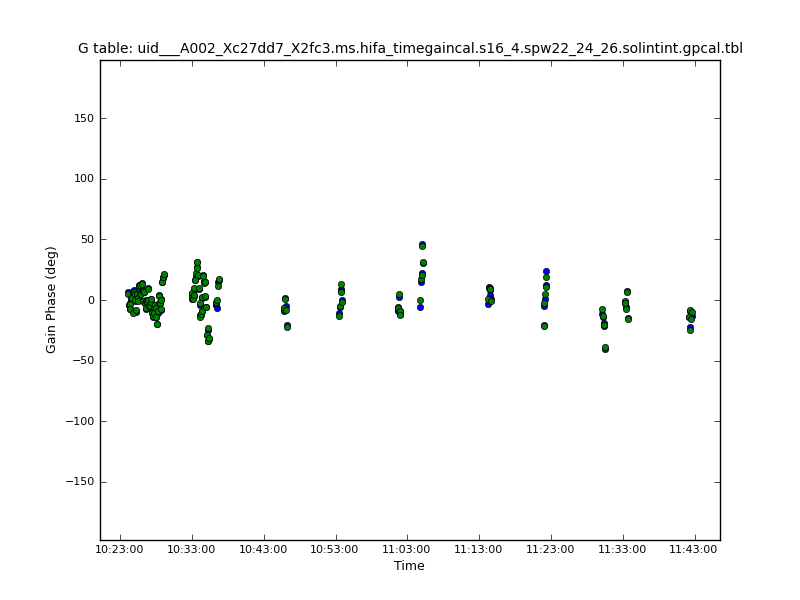 G table: uid___A002_Xc27dd7_X2fc3.ms.hifa_timegaincal.s16_4.spw22_24_26.solintint.gpcal.tbl
Gain Phase (deg)
150
100
50
0
−50
−100
−150
10:23:00 10:33:00 10:43:00 10:53:00 11:03:00 11:13:00 11:23:00 11:33:00 11:43:00
Time